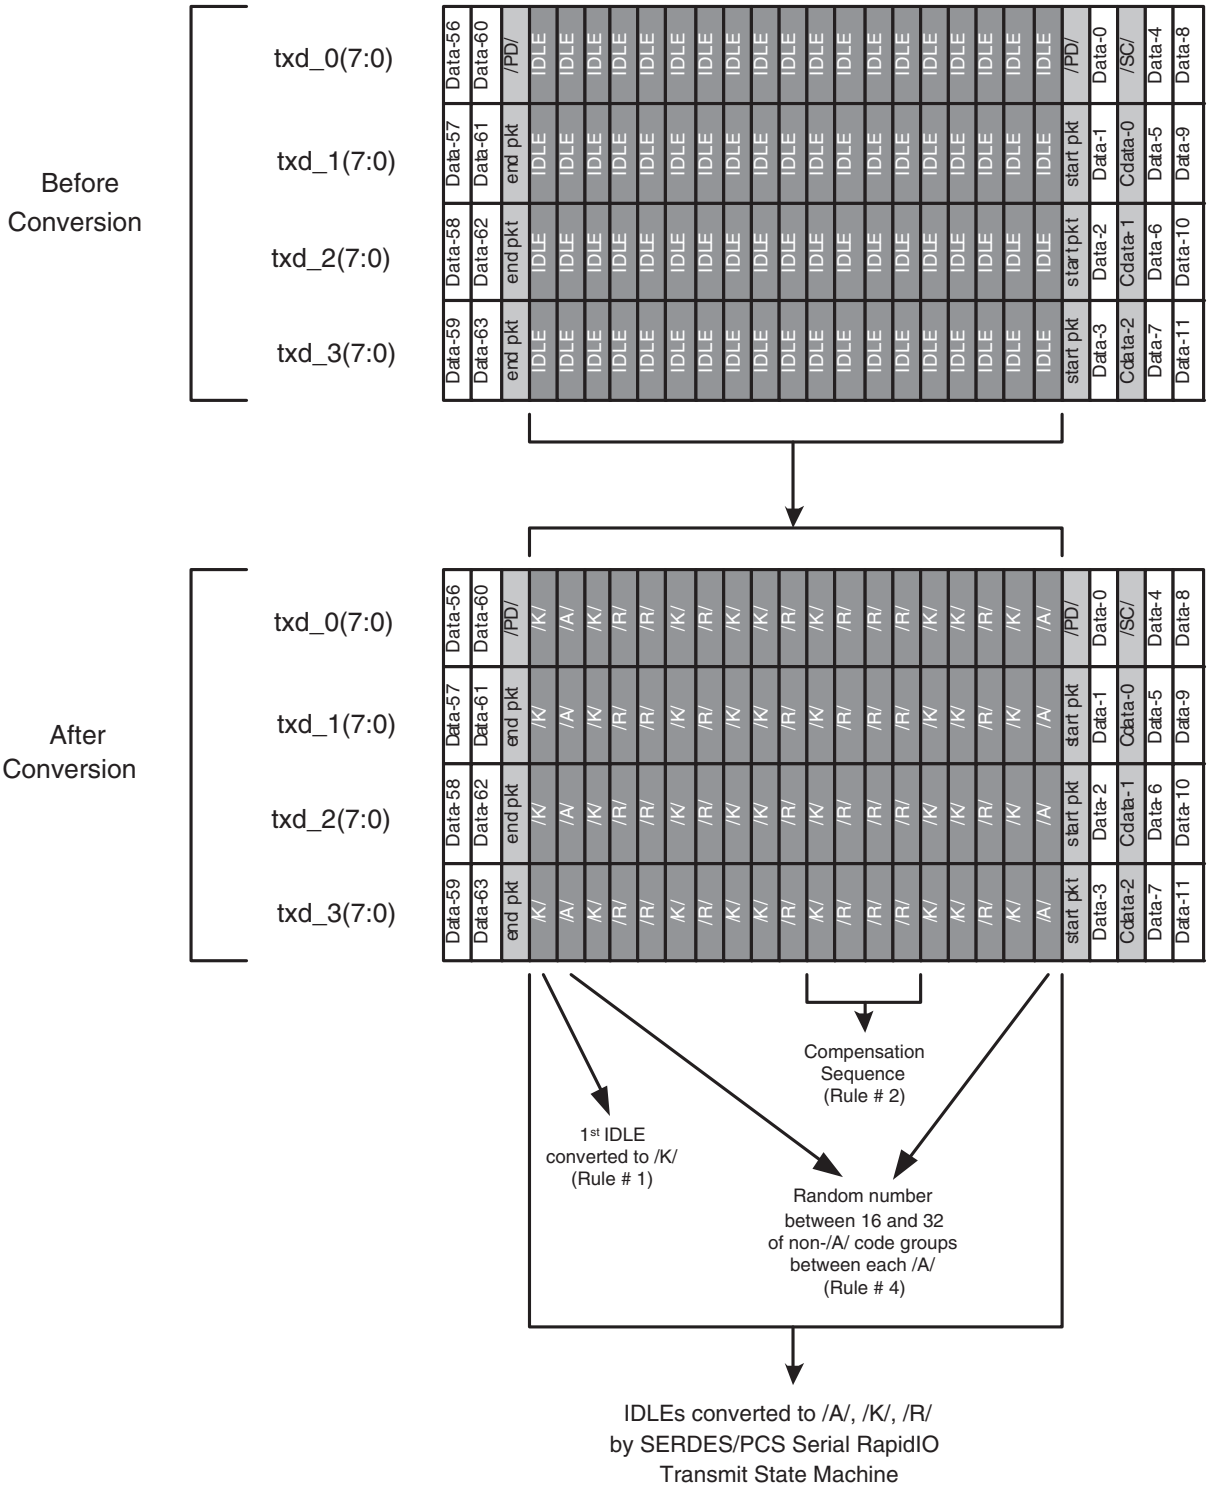 Before
Conversion
txd_0(7:0) Data-56 Data-60 /PD/ IDLE IDLE IDLE IDLE IDLE IDLE IDLE IDLE IDLE IDLE IDLE IDLE IDLE IDLE IDLE IDLE IDLE IDLE IDLE /PD/ Data-0 /SC/ Data-4 Data-8
txd_1(7:0) Data-57 Data-61 end pkt IDLE IDLE IDLE IDLE IDLE IDLE IDLE IDLE IDLE IDLE IDLE IDLE IDLE IDLE IDLE IDLE IDLE IDLE IDLE start pkt Data-1 Cdata-0 Data-5 Data-9
txd_2(7:0) Data-58 Data-62 end pkt IDLE IDLE IDLE IDLE IDLE IDLE IDLE IDLE IDLE IDLE IDLE IDLE IDLE IDLE IDLE IDLE IDLE IDLE IDLE start pkt Data-2 Cdata-1 Data-6 Data-10
txd_3(7:0) Data-59 Data-63 end pkt IDLE IDLE IDLE IDLE IDLE IDLE IDLE IDLE IDLE IDLE IDLE IDLE IDLE IDLE IDLE IDLE IDLE IDLE IDLE start pkt Data-3 Cdata-2 Data-7 Data-11
After
Conversion
txd_0(7:0) Data-56 Data-60 /PD/ /K/ /A/ /K/ /R/ /R/ /K/ /R/ /K/ /K/ /R/ /K/ /R/ /R/ /R/ /K/ /K/ /R/ /K/ /A/ /PD/ Data-0 /SC/ Data-4 Data-8
txd_1(7:0) Data-57 Data-61 end pkt /K/ /A/ /K/ /R/ /R/ /K/ /R/ /K/ /K/ /R/ /K/ /R/ /R/ /R/ /K/ /K/ /R/ /K/ /A/ start pkt Data-1 Cdata-0 Data-5 Data-9
txd_2(7:0) Data-58 Data-62 end pkt /K/ /A/ /K/ /R/ /R/ /K/ /R/ /K/ /K/ /R/ /K/ /R/ /R/ /R/ /K/ /K/ /R/ /K/ /A/ start pkt Data-2 Cdata-1 Data-6 Data-10
txd_3(7:0) Data-59 Data-63 end pkt /K/ /A/ /K/ /R/ /R/ /K/ /R/ /K/ /K/ /R/ /K/ /R/ /R/ /R/ /K/ /K/ /R/ /K/ /A/ start pkt Data-3 Cdata-2 Data-7 Data-11
Compensation
Sequence
(Rule # 2)
1st IDLE
converted to /K/
(Rule # 1)
Random number
between 16 and 32
of non-/A/ code groups
between each /A/
(Rule # 4)
IDLEs converted to /A/, /K/, /R/
by SERDES/PCS Serial RapidIO
Transmit State Machine